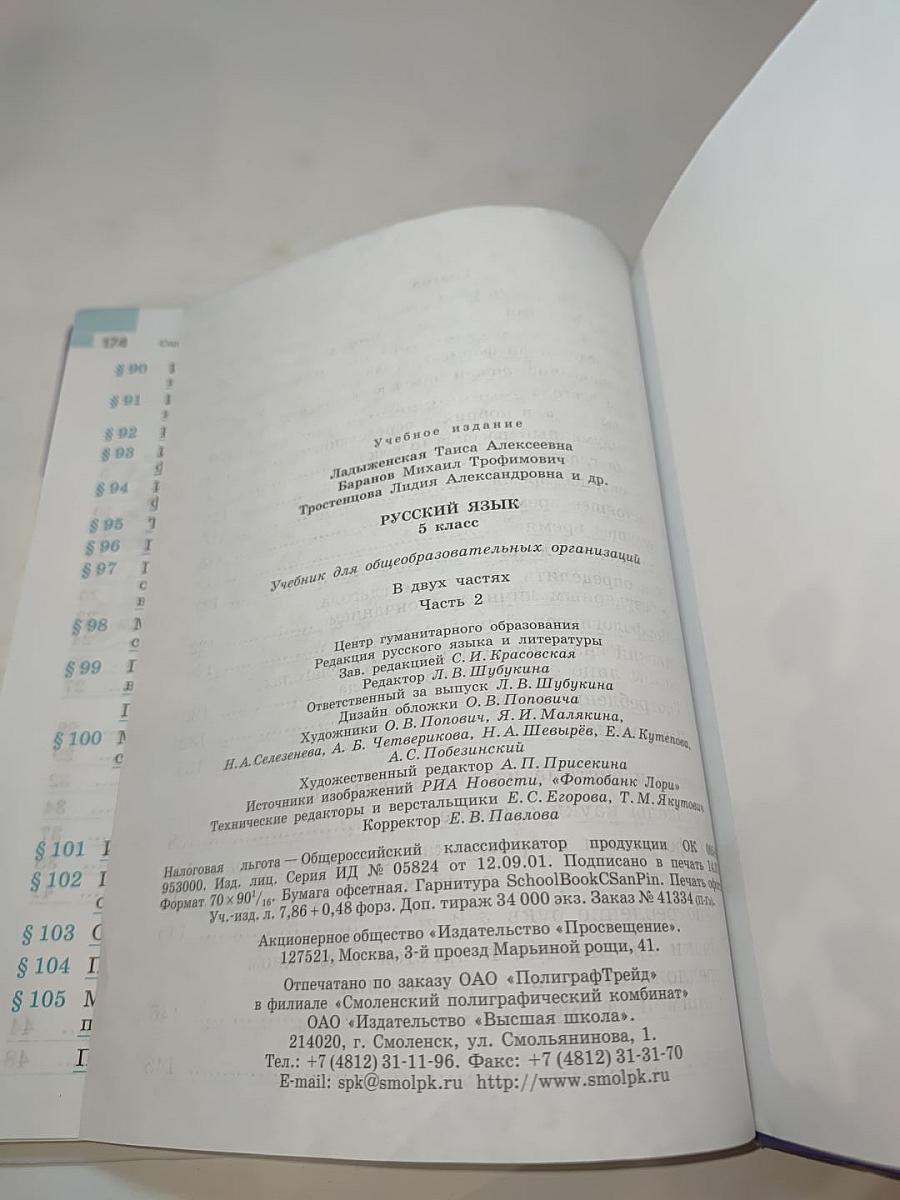 174
§ 90
§ 91
§ 92
§ 93
§ 94
§ 95
§ 96
§ 97
§ 98
§ 99
§ 100
§ 101
§ 102
§ 103
§ 104
§ 105
Учебное издание
Ладыженская Таиса Алексеевна
Баранов Михаил Трофимович
Тростенцова Лидия Александровна и др.
РУССКИЙ ЯЗЫК
5 класс
Учебник для общеобразовательных организаций
В двух частях
Часть 2
Центр гуманитарного образования
Редакция русского языка и литературы
Зав. редакцией С. И. Красовская
Редактор Л. В. Шубукина
Ответственный за выпуск Л. В. Шубукина
Дизайн обложки О. В. Поповича
Художники О. В. Попович, Я. И. Малякина,
Н. А. Селезенева, А. Б. Четверикова, Н. А. Шевырёв, Е. А. Кутепова,
А. С. Побезинский
Художественный редактор А. П. Присекина
Источники изображений РИА Новости, «Фотобанк Лори»
Технические редакторы и верстальщики Е. С. Егорова, Т. М. Якутович
Корректор Е. В. Павлова
Налоговая льгота — Общероссийский классификатор продукции ОК
953000. Изд. лиц. Серия ИД № 05824 от 12.09.01. Подписано в печать
Формат 70×90 1/16. Бумага офсетная. Гарнитура SchoolBookCSanPin. Печать
Уч.-изд. л. 7,86 + 0,48 форз. Доп. тираж 34 000 экз. Заказ № 41334
Акционерное общество «Издательство «Просвещение».
127521, Москва, 3-й проезд Марьиной рощи, 41.
Отпечатано по заказу ОАО «ПолиграфТрейд»
в филиале «Смоленский полиграфический комбинат»
ОАО «Издательство «Высшая школа».
214020, г. Смоленск, ул. Смольянинова, 1.
Тел.: +7 (4812) 31-11-96. Факс: +7 (4812) 31-31-70
E-mail: spk@smolpk.ru http://www.smolpk.ru